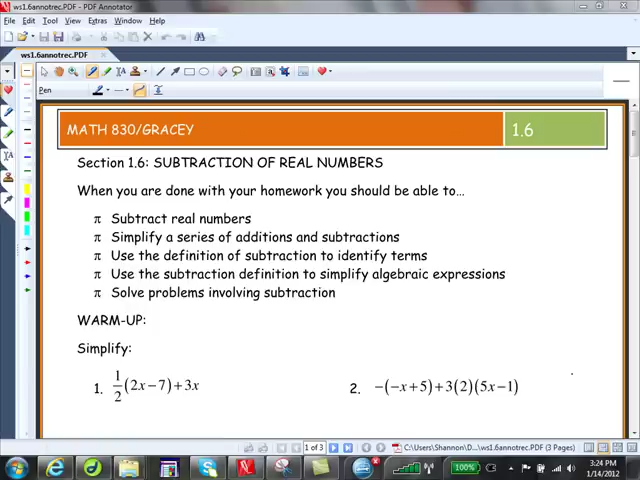 ws1.6annotrec.PDF - PDF Annotator
File Edit Tool View Extras Window Help
ws1.6annotrec.PDF
Pen
MATH 830/GRACEY 1.6
Section 1.6: SUBTRACTION OF REAL NUMBERS
When you are done with your homework you should be able to…
π Subtract real numbers
π Simplify a series of additions and subtractions
π Use the definition of subtraction to identify terms
π Use the subtraction definition to simplify algebraic expressions
π Solve problems involving subtraction
WARM-UP:
Simplify:
1. 1/2(2x−7)+3x 2. −(−x+5)+3(2)(5x−1)
1 of 3 C:\Users\Shannon\D...\ws1.6annotrec.PDF (3 Pages)
100% 3:24 PM
1/14/2012